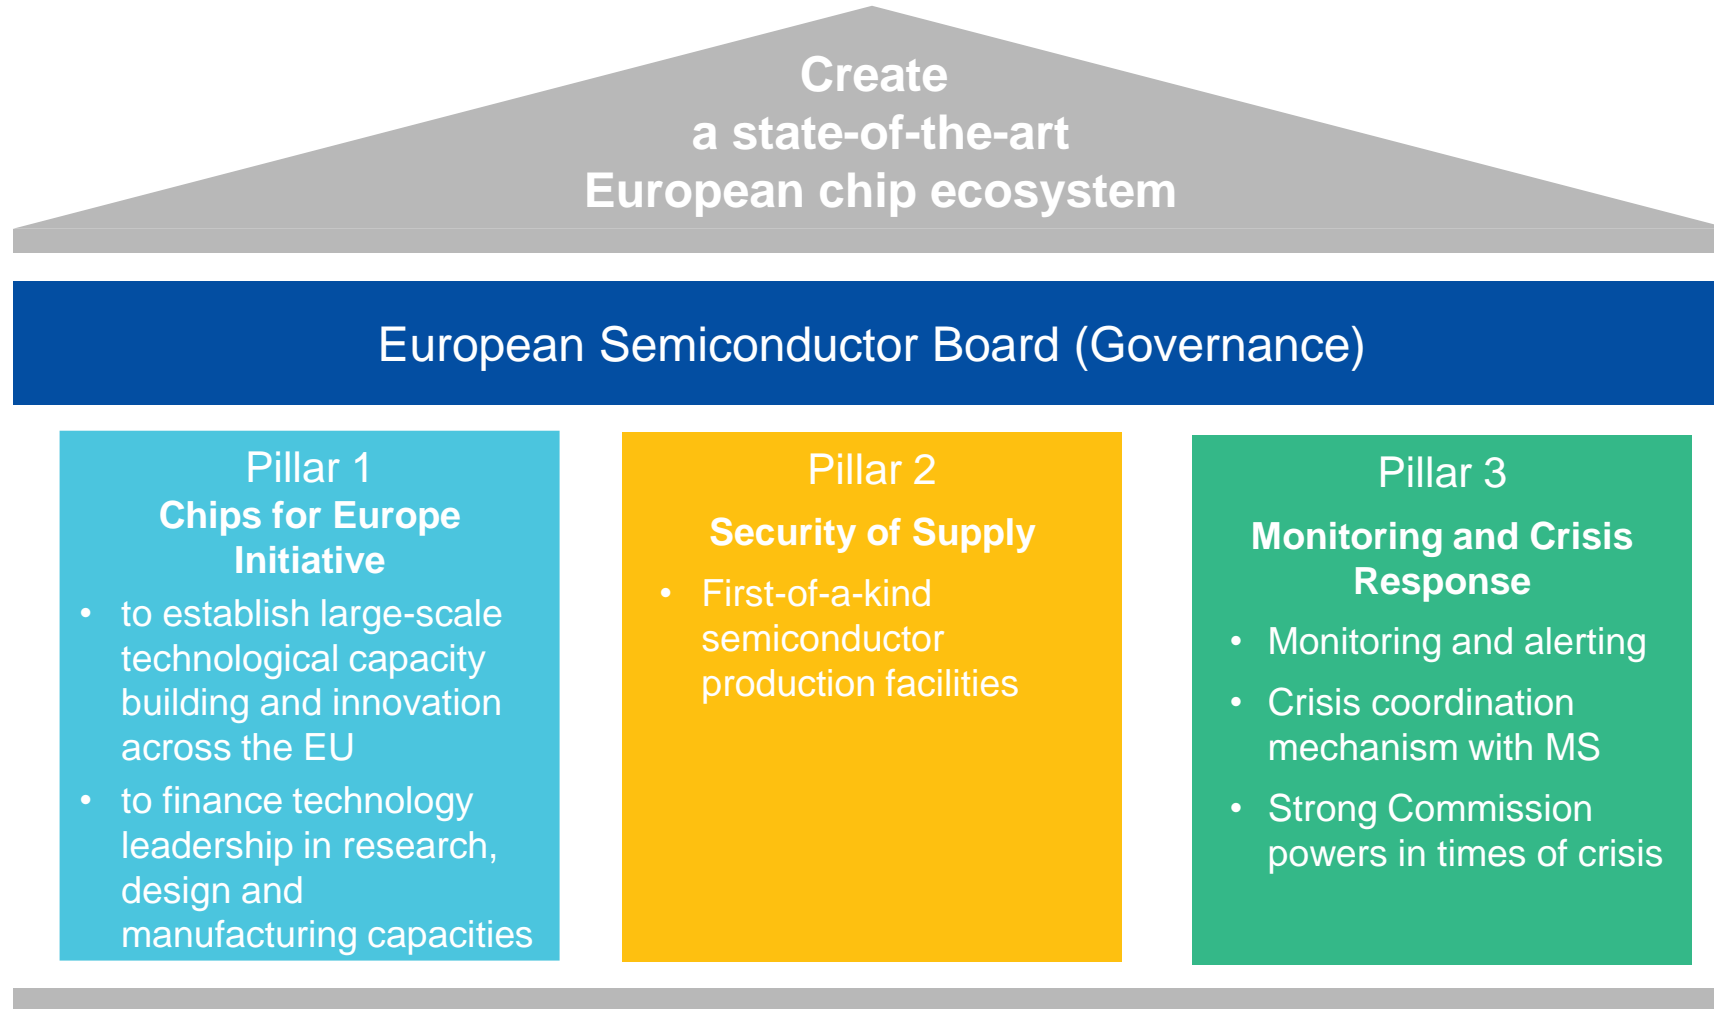 Create
a state-of-the-art
European chip ecosystem
European Semiconductor Board (Governance)
Pillar 1
Chips for Europe
Initiative
• to establish large-scale
technological capacity
building and innovation
across the EU
• to finance technology
leadership in research,
design and
manufacturing capacities
Pillar 2
Security of Supply
• First-of-a-kind
semiconductor
production facilities
Pillar 3
Monitoring and Crisis
Response
• Monitoring and alerting
• Crisis coordination
mechanism with MS
• Strong Commission
powers in times of crisis